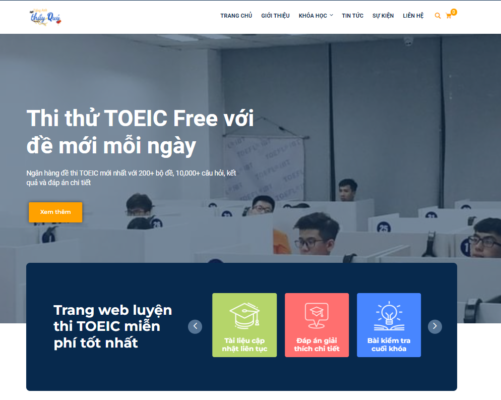 Thầy Quý
TRANG CHỦ GIỚI THIỆU KHÓA HỌC TIN TỨC SỰ KIỆN LIÊN HỆ
0
Thi thử TOEIC Free với
đề mới mỗi ngày
Ngân hàng đề thi TOEIC mới nhất với 200+ bộ đề, 10,000+ câu hỏi, kết
quả và đáp án chi tiết
Xem thêm
Trang web luyện
thi TOEIC miễn
phí tốt nhất
Tài liệu cập
nhật liên tục
Đáp án giải
thích chi tiết
Bài kiểm tra
cuối khóa